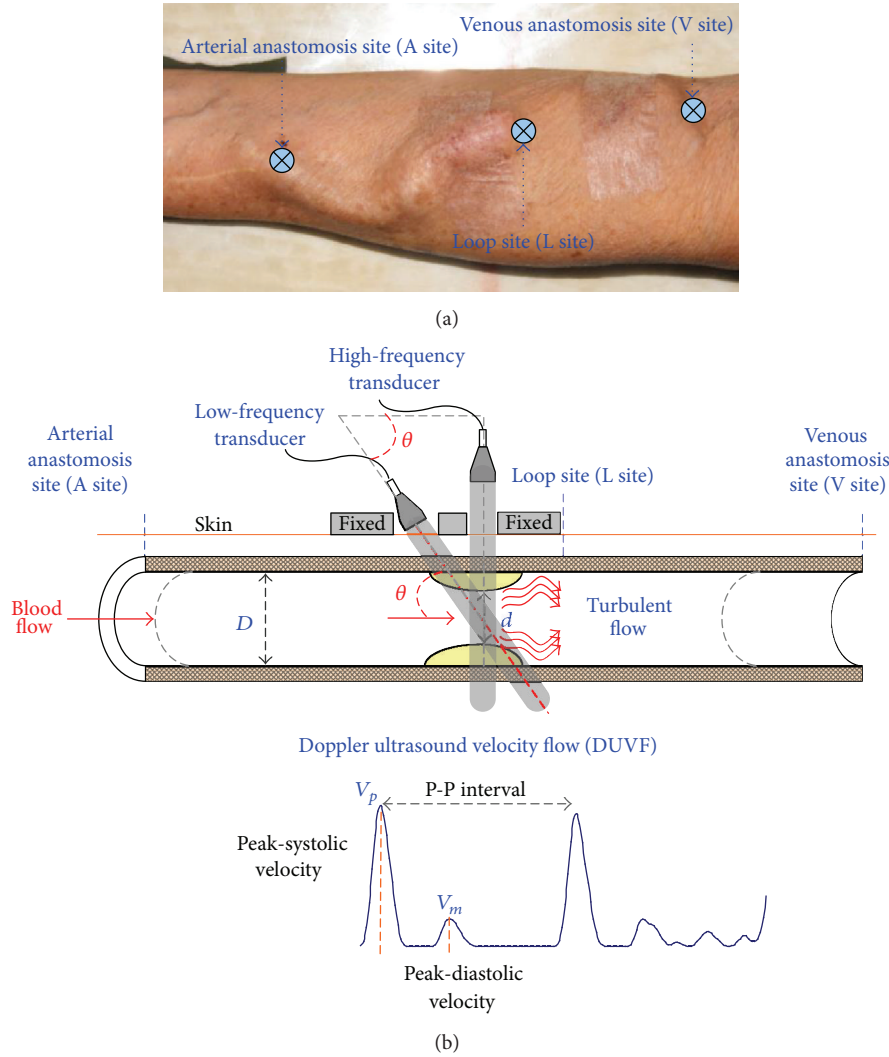 Venous anastomosis site (V site)
Arterial anastomosis site (A site)
Loop site (L site)
(a)
High-frequency
transducer
Low-frequency
transducer
θ
Arterial
anastomosis
site (A site)
Loop site (L site)
Venous
anastomosis
site (V site)
Skin
Fixed
Fixed
θ
Blood
flow
D
d
Turbulent
flow
Doppler ultrasound velocity flow (DUVF)
Vp
P-P interval
Peak-systolic
velocity
Vm
Peak-diastolic
velocity
(b)